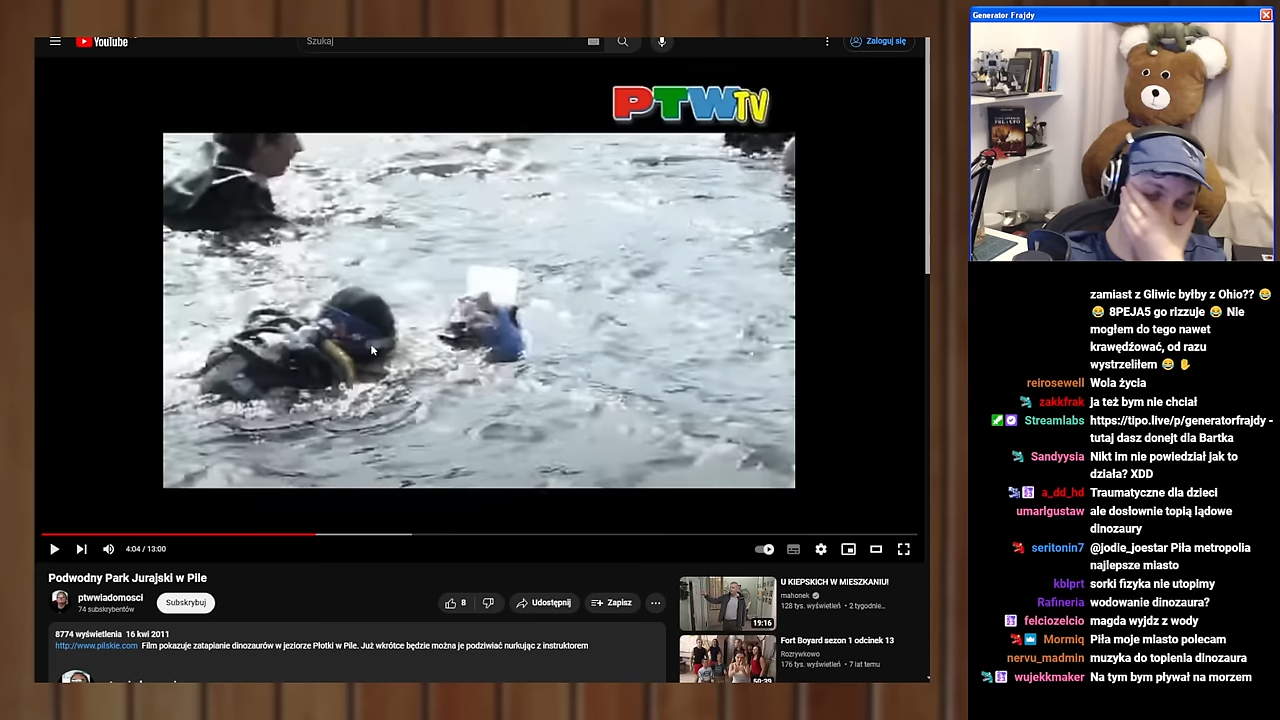 Generator Frajdy
YouTube
Szukaj
Zaloguj się
PTWTV
4:04 / 13:00
Podwodny Park Jurajski w Pile
ptwwiadomosci
74 subskrybentów
Subskrybuj
8
Udostępnij
Zapisz
8774 wyświetlenia 16 kwi 2011
http://www.pilskie.com Film pokazuje zatapianie dinozaurów w jeziorze Płotki w Pile. Już wkrótce będzie można je podziwiać nurkując z instruktorem
U KIEPSKICH W MIESZKANIU!
mahonek
128 tys. wyświetleń • 2 tygodnie...
19:16
Fort Boyard sezon 1 odcinek 13
Rozrywkowo
176 tys. wyświetleń • 7 lat temu
50:39
zamiast z Gliwic byłby z Ohio?? 😂
😂 8PEJA5 go rizzuje 😂 Nie
mogłem do tego nawet
krawędźować, od razu
wystrzeliłem 😂 ✋
reirosewell Wola życia
zakkfrak ja też bym nie chciał
Streamlabs https://tipo.live/p/generatorfrajdy -
tutaj dasz donejt dla Bartka
Sandyysia Nikt im nie powiedział jak to
działa? XDD
a_dd_hd Traumatyczne dla dzieci
umarlgustaw ale dosłownie topią lądowe
dinozaury
seritonin7 @jodie_joestar Piła metropolia
najlepsze miasto
kblprt sorki fizyka nie utopimy
Rafineria wodowanie dinozaura?
felciozelcio magda wyjdz z wody
Mormiq Piła moje miasto polecam
nervu_madmin muzyka do topienia dinozaura
wujekkmaker Na tym bym pływał na morzem